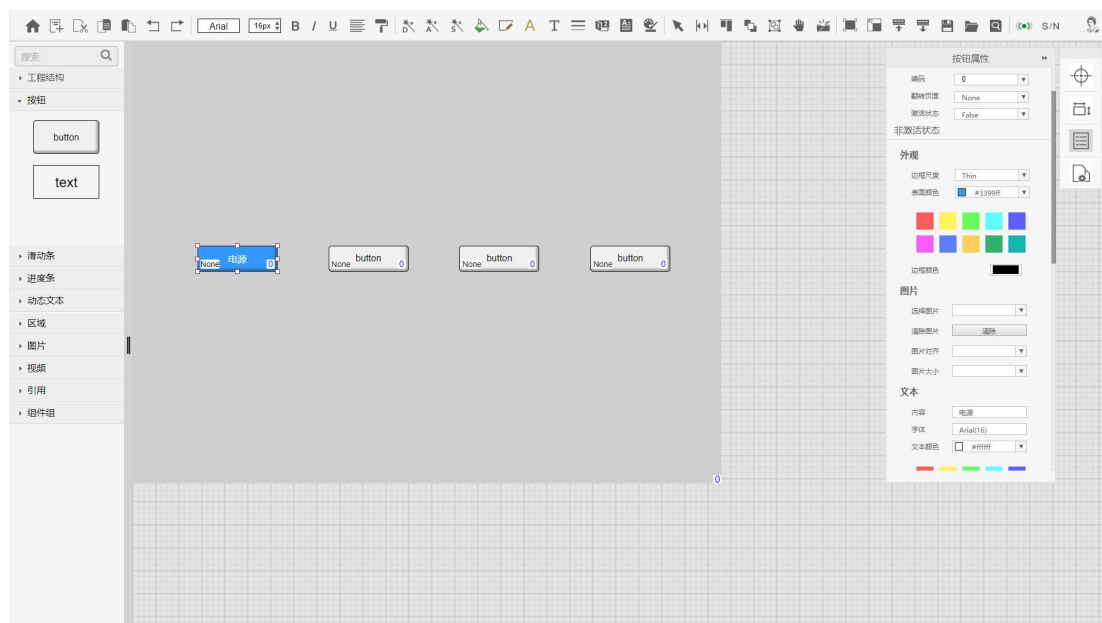 Arial 16px B I U A T S/N
搜索
工程结构
按钮
button
text
滑动条
进度条
动态文本
区域
图片
视频
引用
组件组
电源
None 0
button
None 0
button
None 0
button
None 0
0
按钮属性
编码 0
翻转页面 None
激活状态 False
非激活状态
外观
边框尺度 Thin
表面颜色 #3399ff
边框颜色
图片
选择图片
清除图片 清除
图片对齐
图片大小
文本
内容 电源
字体 Arial(16)
文本颜色 #ffffff